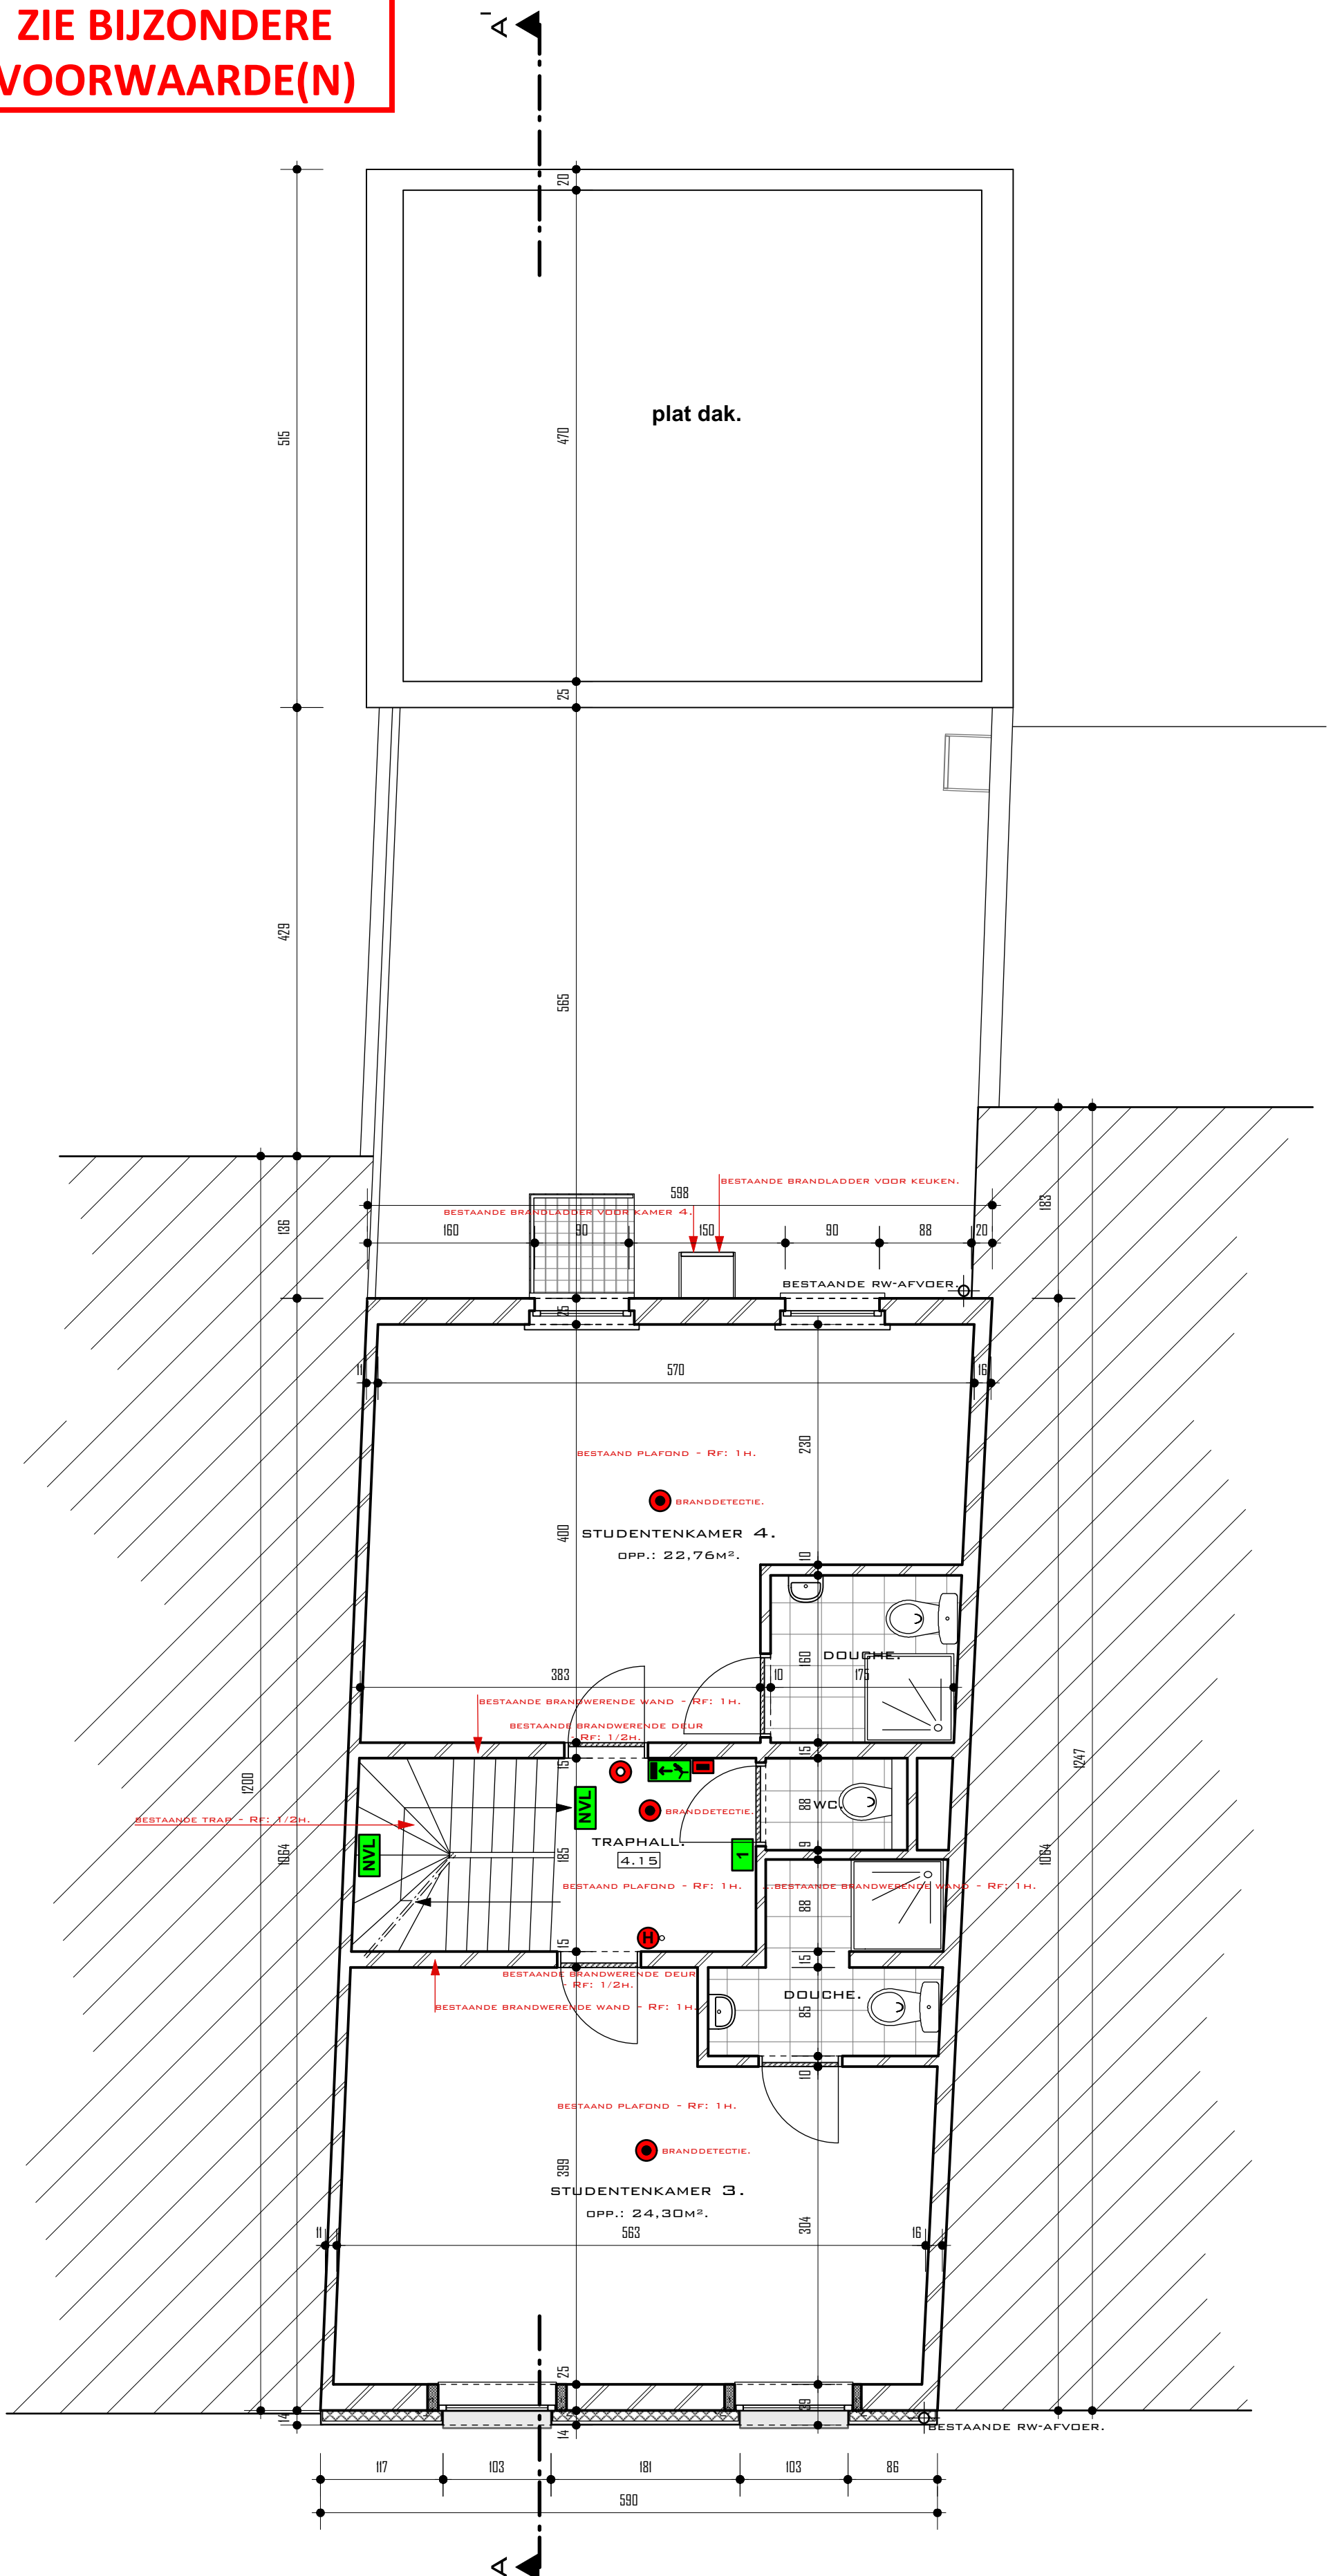 ZIE BIJZONDERE
VOORWAARDE(N)
A'
20
plat dak.
515
470
25
429
565
BESTAANDE BRANDLADDER VOOR KEUKEN.
598
183
BESTAANDE BRANDLADDER VOOR KAMER 4.
136
160
90
150
90
88
20
BESTAANDE RW-AFVOER.
25
11
570
16
230
BESTAAND PLAFOND - RF: 1H.
BRANDDETECTIE.
400
STUDENTENKAMER 4.
OPP.: 22,76M².
10
160
DOUCHE.
383
10
175
BESTAANDE BRANDWERENDE WAND - RF: 1H.
BESTAANDE BRANDWERENDE DEUR
- RF: 1/2H.
15
15
1200
1247
NVL
88
WC.
BRANDDETECTIE.
BESTAANDE TRAP - RF: 1/2H.
TRAPHALL.
NVL
1064
185
4.15
1
9
1064
BESTAAND PLAFOND - RF: 1H.
...BESTAANDE BRANDWERENDE WAND - RF: 1H.
88
H
15
15
BESTAANDE BRANDWERENDE DEUR
- RF: 1/2H.
BESTAANDE BRANDWERENDE WAND - RF: 1H.
DOUCHE.
85
10
BESTAAND PLAFOND - RF: 1H.
BRANDDETECTIE.
399
STUDENTENKAMER 3.
OPP.: 24,30M².
304
11
563
16
25
39
14
14
BESTAANDE RW-AFVOER.
117
103
181
103
86
590
A